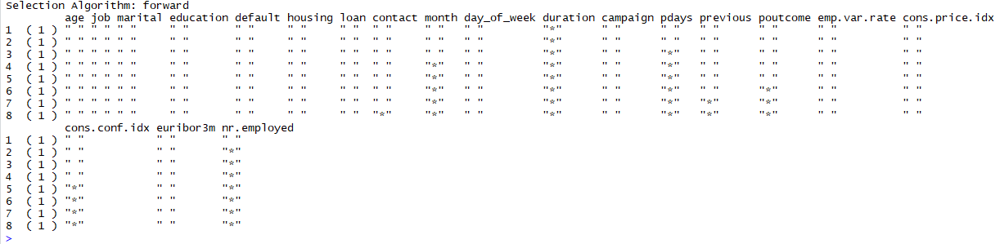 Selection Algorithm: forward
         age job marital education default housing loan contact month day_of_week duration campaign pdays previous poutcome emp.var.rate cons.price.idx
1  ( 1 ) " " " " " "     " "       " "     " "     " "  " "     " "   " "         "*"      " "      " "   " "      " "      " "          " "
2  ( 1 ) " " " " " "     " "       " "     " "     " "  " "     " "   " "         "*"      " "      " "   " "      " "      " "          " "
3  ( 1 ) " " " " " "     " "       " "     " "     " "  " "     " "   " "         "*"      " "      "*"   " "      " "      " "          " "
4  ( 1 ) " " " " " "     " "       " "     " "     " "  " "     "*"   " "         "*"      " "      "*"   " "      " "      " "          " "
5  ( 1 ) " " " " " "     " "       " "     " "     " "  " "     "*"   " "         "*"      " "      "*"   " "      " "      " "          " "
6  ( 1 ) " " " " " "     " "       " "     " "     " "  " "     "*"   " "         "*"      " "      "*"   " "      "*"      " "          " "
7  ( 1 ) " " " " " "     " "       " "     " "     " "  " "     "*"   " "         "*"      " "      "*"   "*"      "*"      " "          " "
8  ( 1 ) " " " " " "     " "       " "     " "     " "  "*"     "*"   " "         "*"      " "      "*"   "*"      "*"      " "          " "
         cons.conf.idx euribor3m nr.employed
1  ( 1 ) " "           " "       " "
2  ( 1 ) " "           " "       "*"
3  ( 1 ) " "           " "       "*"
4  ( 1 ) " "           " "       "*"
5  ( 1 ) "*"           " "       "*"
6  ( 1 ) "*"           " "       "*"
7  ( 1 ) "*"           " "       "*"
8  ( 1 ) "*"           " "       "*"
>